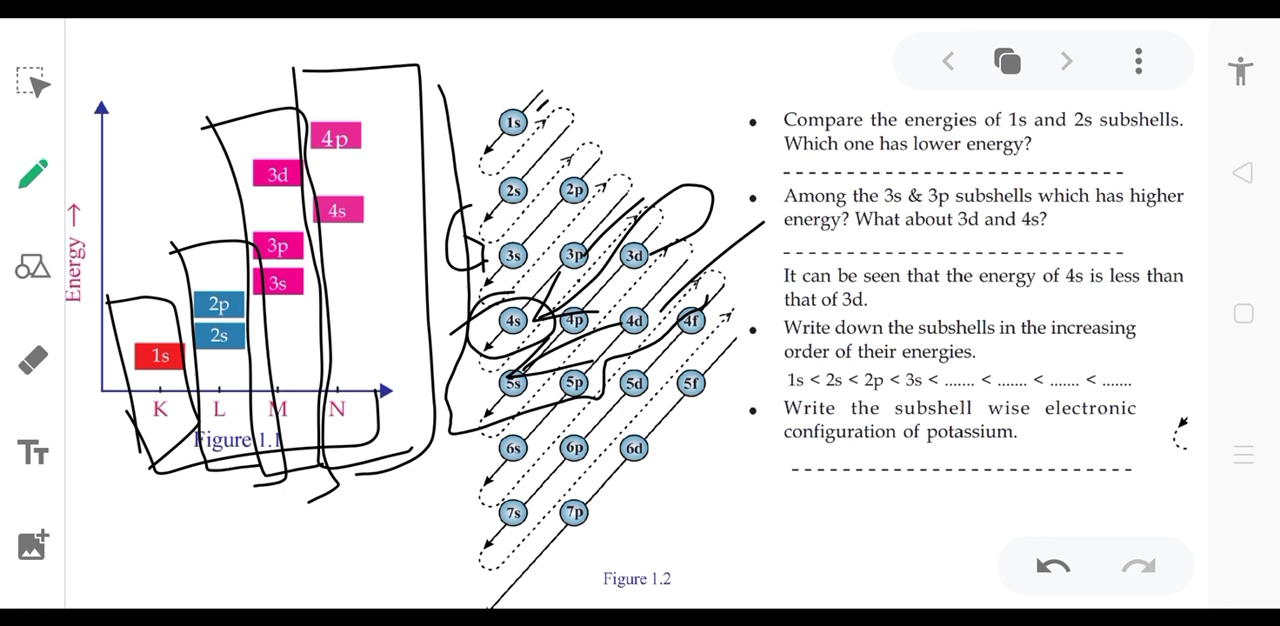 4p
3d
4s
3p
3s
2p
2s
1s
Energy →
K L M N
Figure 1.1
1s
2s 2p
3s 3p 3d
4s 4p 4d 4f
5s 5p 5d 5f
6s 6p 6d
7s 7p
Figure 1.2
• Compare the energies of 1s and 2s subshells.
Which one has lower energy?
• Among the 3s & 3p subshells which has higher
energy? What about 3d and 4s?
It can be seen that the energy of 4s is less than
that of 3d.
• Write down the subshells in the increasing
order of their energies.
1s < 2s < 2p < 3s < ....... < ....... < ....... < .......
• Write the subshell wise electronic
configuration of potassium.
TT